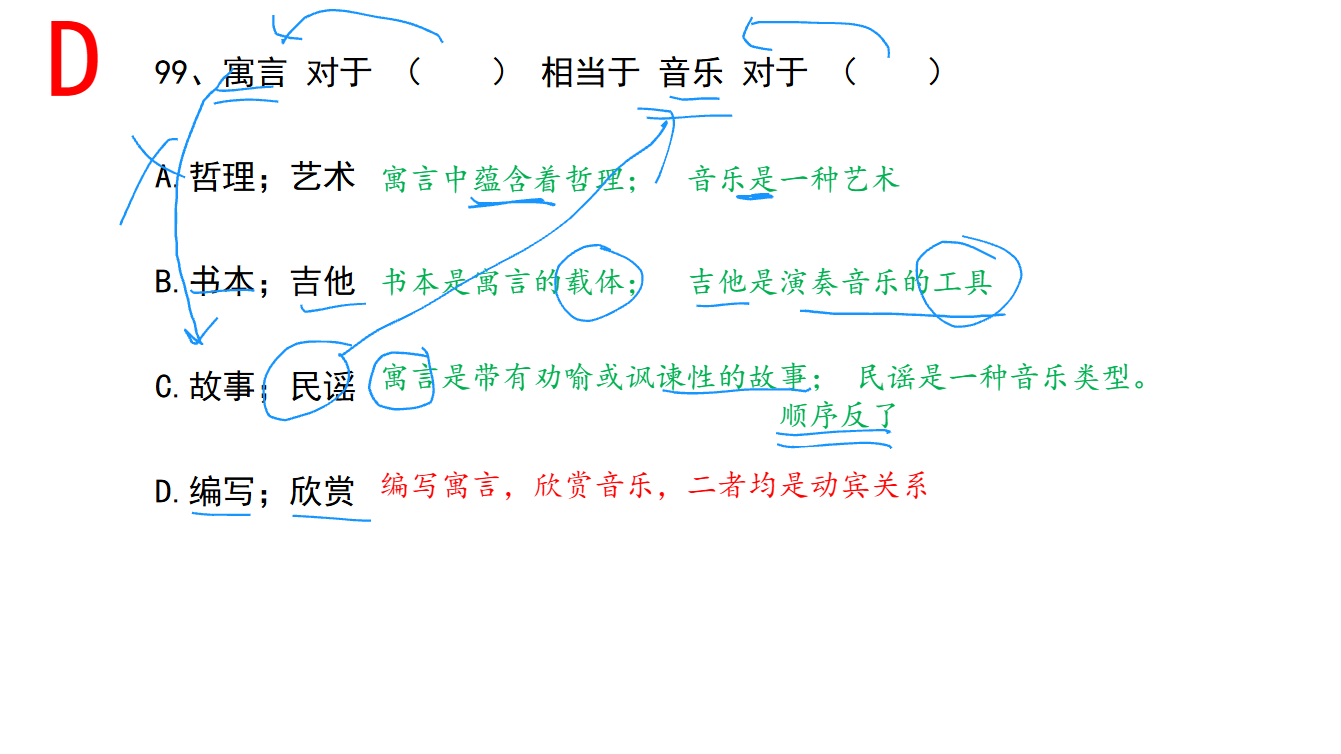 D
99、寓言 对于 （ ） 相当于 音乐 对于 （ ）
A.哲理；艺术 寓言中蕴含着哲理； 音乐是一种艺术
B.书本；吉他 书本是寓言的载体； 吉他是演奏音乐的工具
C.故事；民谣 寓言是带有劝喻或讽谏性的故事； 民谣是一种音乐类型。
顺序反了
D.编写；欣赏 编写寓言，欣赏音乐，二者均是动宾关系